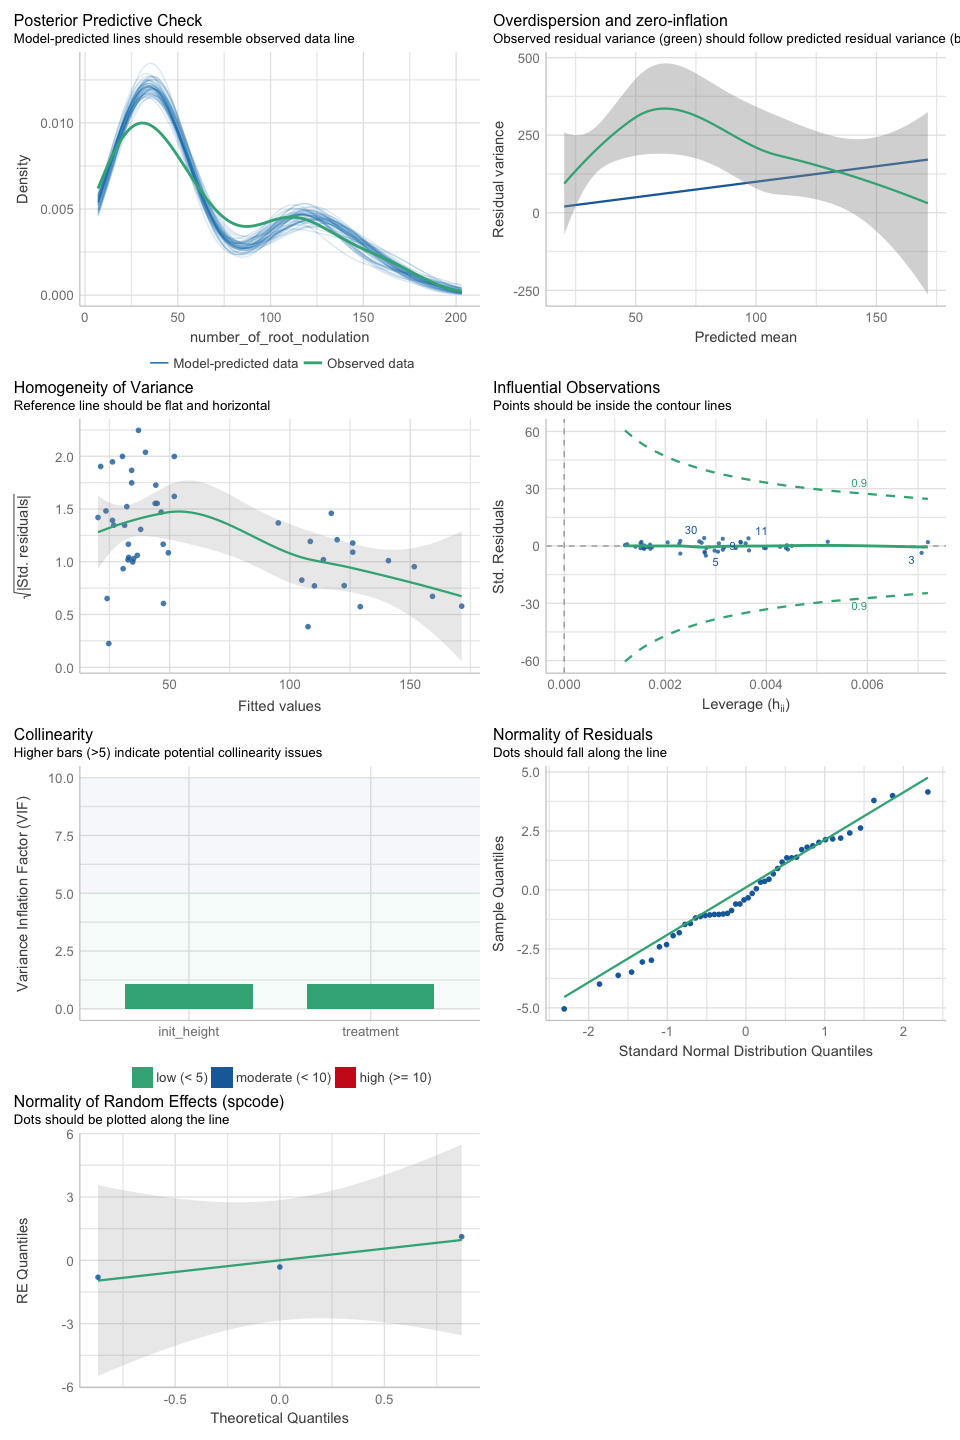 Posterior Predictive Check
Model-predicted lines should resemble observed data line
Density
0.010
0.005
0.000
0 50 100 150 200
number_of_root_nodulation
Model-predicted data Observed data
Overdispersion and zero-inflation
Observed residual variance (green) should follow predicted residual variance (b
Residual variance
500
250
0
-250
50 100 150
Predicted mean
Homogeneity of Variance
Reference line should be flat and horizontal
√|Std. residuals|
2.0
1.5
1.0
0.5
0.0
50 100 150
Fitted values
Influential Observations
Points should be inside the contour lines
Std. Residuals
60
30
0
-30
-60
0.9
30
11
9
5
3
0.9
0.000 0.002 0.004 0.006
Leverage (hii)
Collinearity
Higher bars (>5) indicate potential collinearity issues
Variance Inflation Factor (VIF)
10.0
7.5
5.0
2.5
0.0
init_height treatment
low (< 5) moderate (< 10) high (>= 10)
Normality of Residuals
Dots should fall along the line
Sample Quantiles
5.0
2.5
0.0
-2.5
-5.0
-2 -1 0 1 2
Standard Normal Distribution Quantiles
Normality of Random Effects (spcode)
Dots should be plotted along the line
RE Quantiles
6
3
0
-3
-6
-0.5 0.0 0.5
Theoretical Quantiles